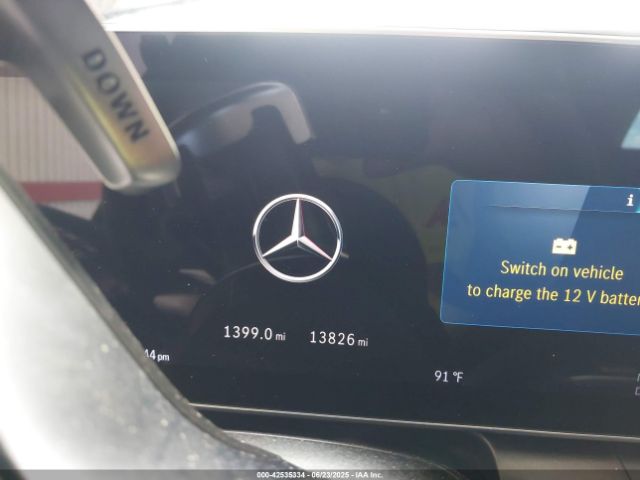 DOWN
i
Switch on vehicle
to charge the 12 V batter
1399.0 mi 13826 mi
44 pm
91 °F
000-42535334 - 06/23/2025 - IAA Inc.